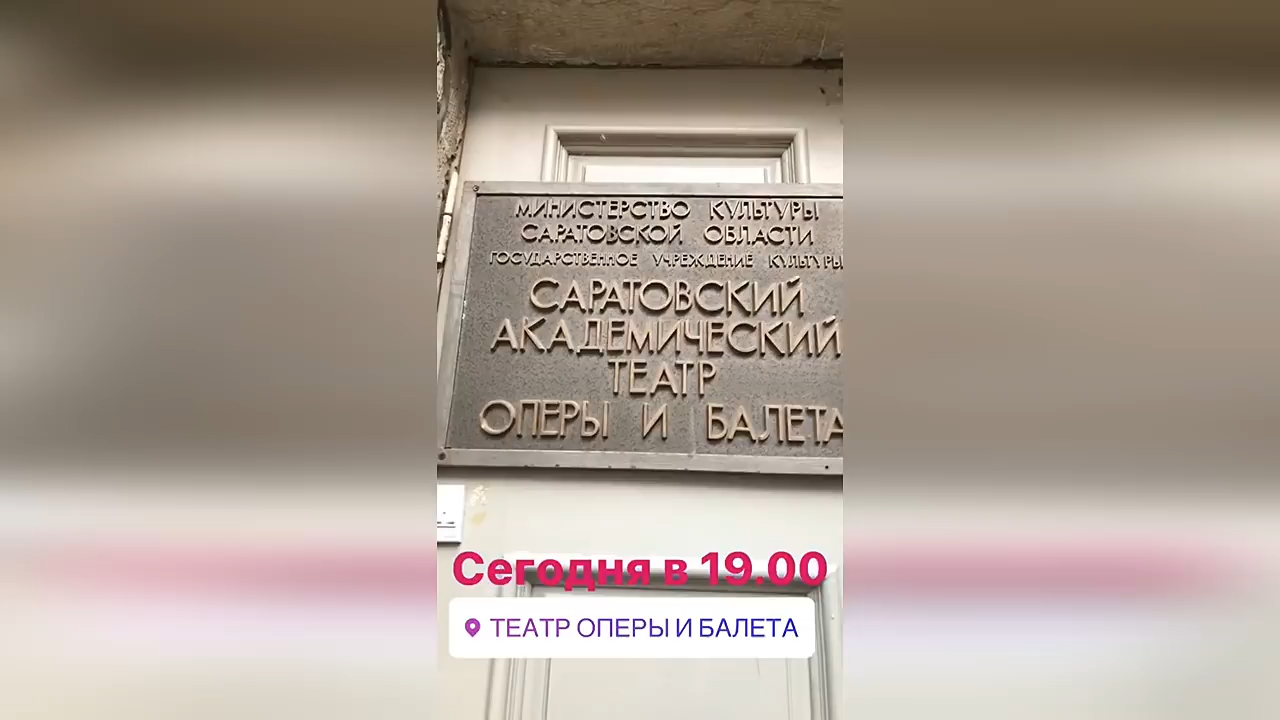 МИНИСТЕРСТВО КУЛЬТУРЫ
САРАТОВСКОЙ ОБЛАСТИ
ГОСУДАРСТВЕННОЕ УЧРЕЖДЕНИЕ КУЛЬТУРЫ
САРАТОВСКИЙ
АКАДЕМИЧЕСКИЙ
ТЕАТР
ОПЕРЫ И БАЛЕТА
Сегодня в 19.00
ТЕАТР ОПЕРЫ И БАЛЕТА